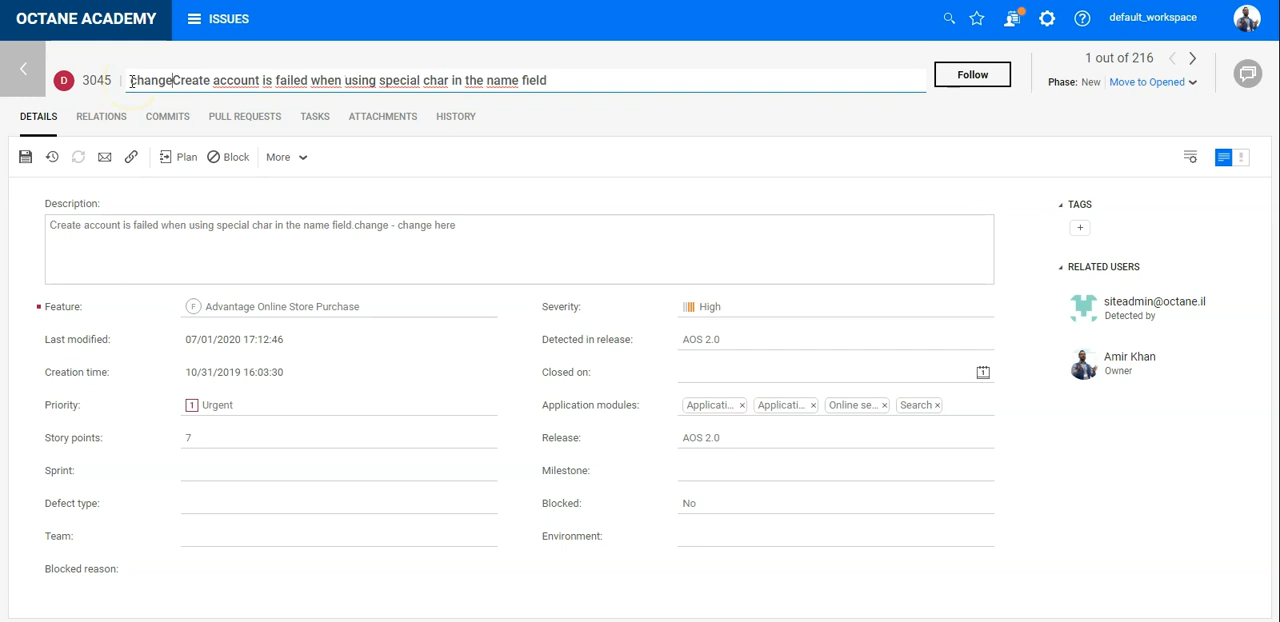 OCTANE ACADEMY ISSUES default_workspace
D 3045 | changeCreate account is failed when using special char in the name field Follow 1 out of 216
Phase: New Move to Opened
DETAILS RELATIONS COMMITS PULL REQUESTS TASKS ATTACHMENTS HISTORY
Plan Block More
Description:
Create account is failed when using special char in the name field.change - change here
Feature: F Advantage Online Store Purchase
Last modified: 07/01/2020 17:12:46
Creation time: 10/31/2019 16:03:30
Priority: 1 Urgent
Story points: 7
Sprint:
Defect type:
Team:
Blocked reason:
Severity: High
Detected in release: AOS 2.0
Closed on: 1
Application modules: Applicati... × Applicati... × Online se... × Search ×
Release: AOS 2.0
Milestone:
Blocked: No
Environment:
TAGS
+
RELATED USERS
siteadmin@octane.il
Detected by
Amir Khan
Owner